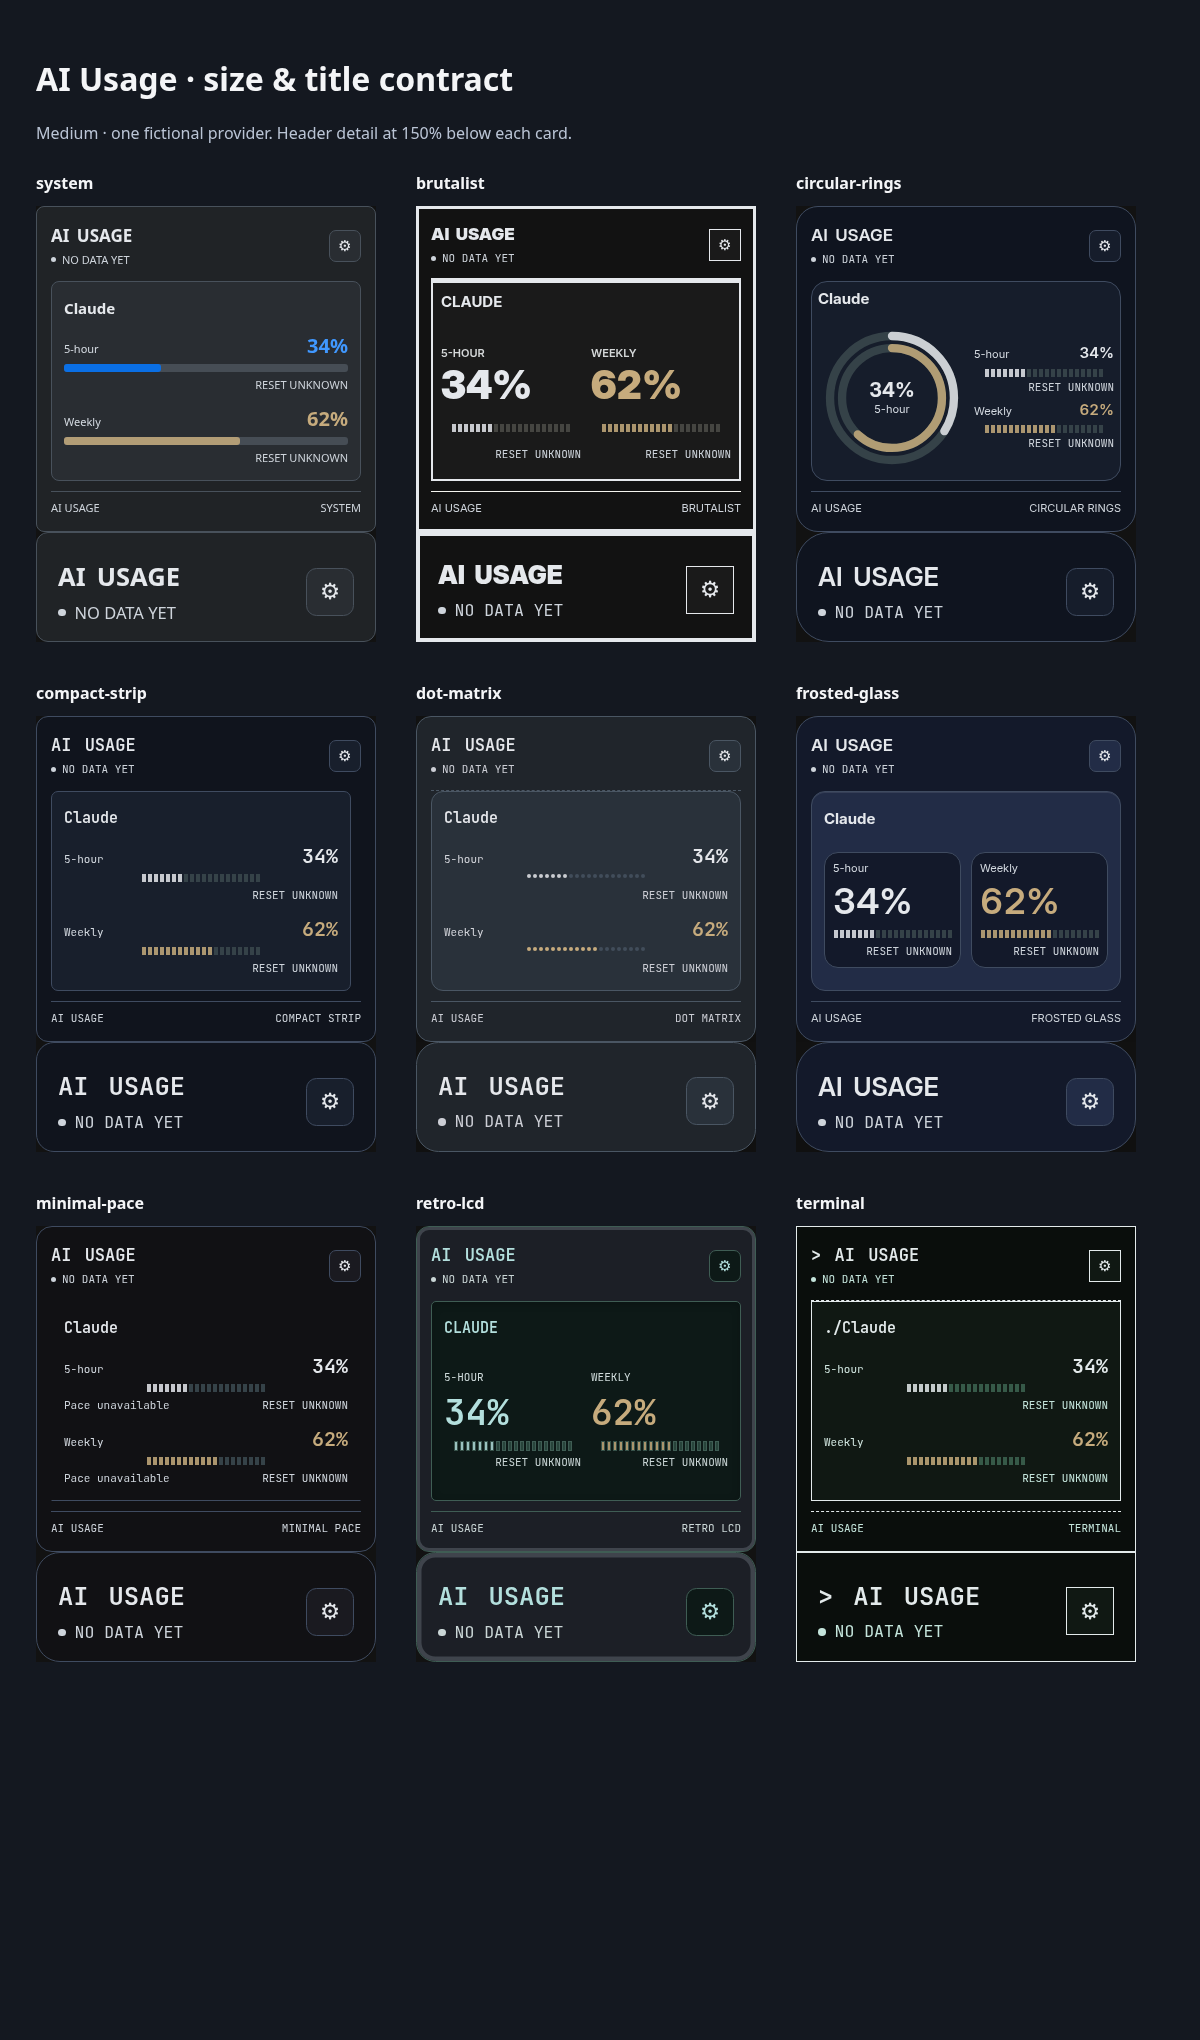 AI Usage · size & title contract
Medium · one fictional provider. Header detail at 150% below each card.
system
AI USAGE
NO DATA YET
Claude
5-hour 34%
RESET UNKNOWN
Weekly 62%
RESET UNKNOWN
AI USAGE SYSTEM
AI USAGE
NO DATA YET
brutalist
AI USAGE
NO DATA YET
CLAUDE
5-HOUR WEEKLY
34% 62%
RESET UNKNOWN RESET UNKNOWN
AI USAGE BRUTALIST
AI USAGE
NO DATA YET
circular-rings
AI USAGE
NO DATA YET
Claude
34%
5-hour
5-hour 34%
RESET UNKNOWN
Weekly 62%
RESET UNKNOWN
AI USAGE CIRCULAR RINGS
AI USAGE
NO DATA YET
compact-strip
AI USAGE
NO DATA YET
Claude
5-hour 34%
RESET UNKNOWN
Weekly 62%
RESET UNKNOWN
AI USAGE COMPACT STRIP
AI USAGE
NO DATA YET
dot-matrix
AI USAGE
NO DATA YET
Claude
5-hour 34%
RESET UNKNOWN
Weekly 62%
RESET UNKNOWN
AI USAGE DOT MATRIX
AI USAGE
NO DATA YET
frosted-glass
AI USAGE
NO DATA YET
Claude
5-hour Weekly
34% 62%
RESET UNKNOWN RESET UNKNOWN
AI USAGE FROSTED GLASS
AI USAGE
NO DATA YET
minimal-pace
AI USAGE
NO DATA YET
Claude
5-hour 34%
Pace unavailable RESET UNKNOWN
Weekly 62%
Pace unavailable RESET UNKNOWN
AI USAGE MINIMAL PACE
AI USAGE
NO DATA YET
retro-lcd
AI USAGE
NO DATA YET
CLAUDE
5-HOUR WEEKLY
34% 62%
RESET UNKNOWN RESET UNKNOWN
AI USAGE RETRO LCD
AI USAGE
NO DATA YET
terminal
> AI USAGE
NO DATA YET
./Claude
5-hour 34%
RESET UNKNOWN
Weekly 62%
RESET UNKNOWN
AI USAGE TERMINAL
> AI USAGE
NO DATA YET